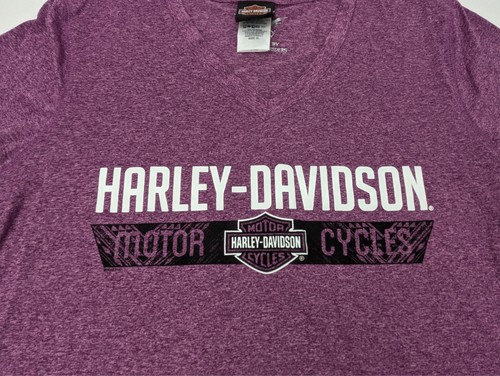 HARLEY-DAVIDSON.
MOTOR CYCLES
MOTOR
HARLEY-DAVIDSON
CYCLES
®